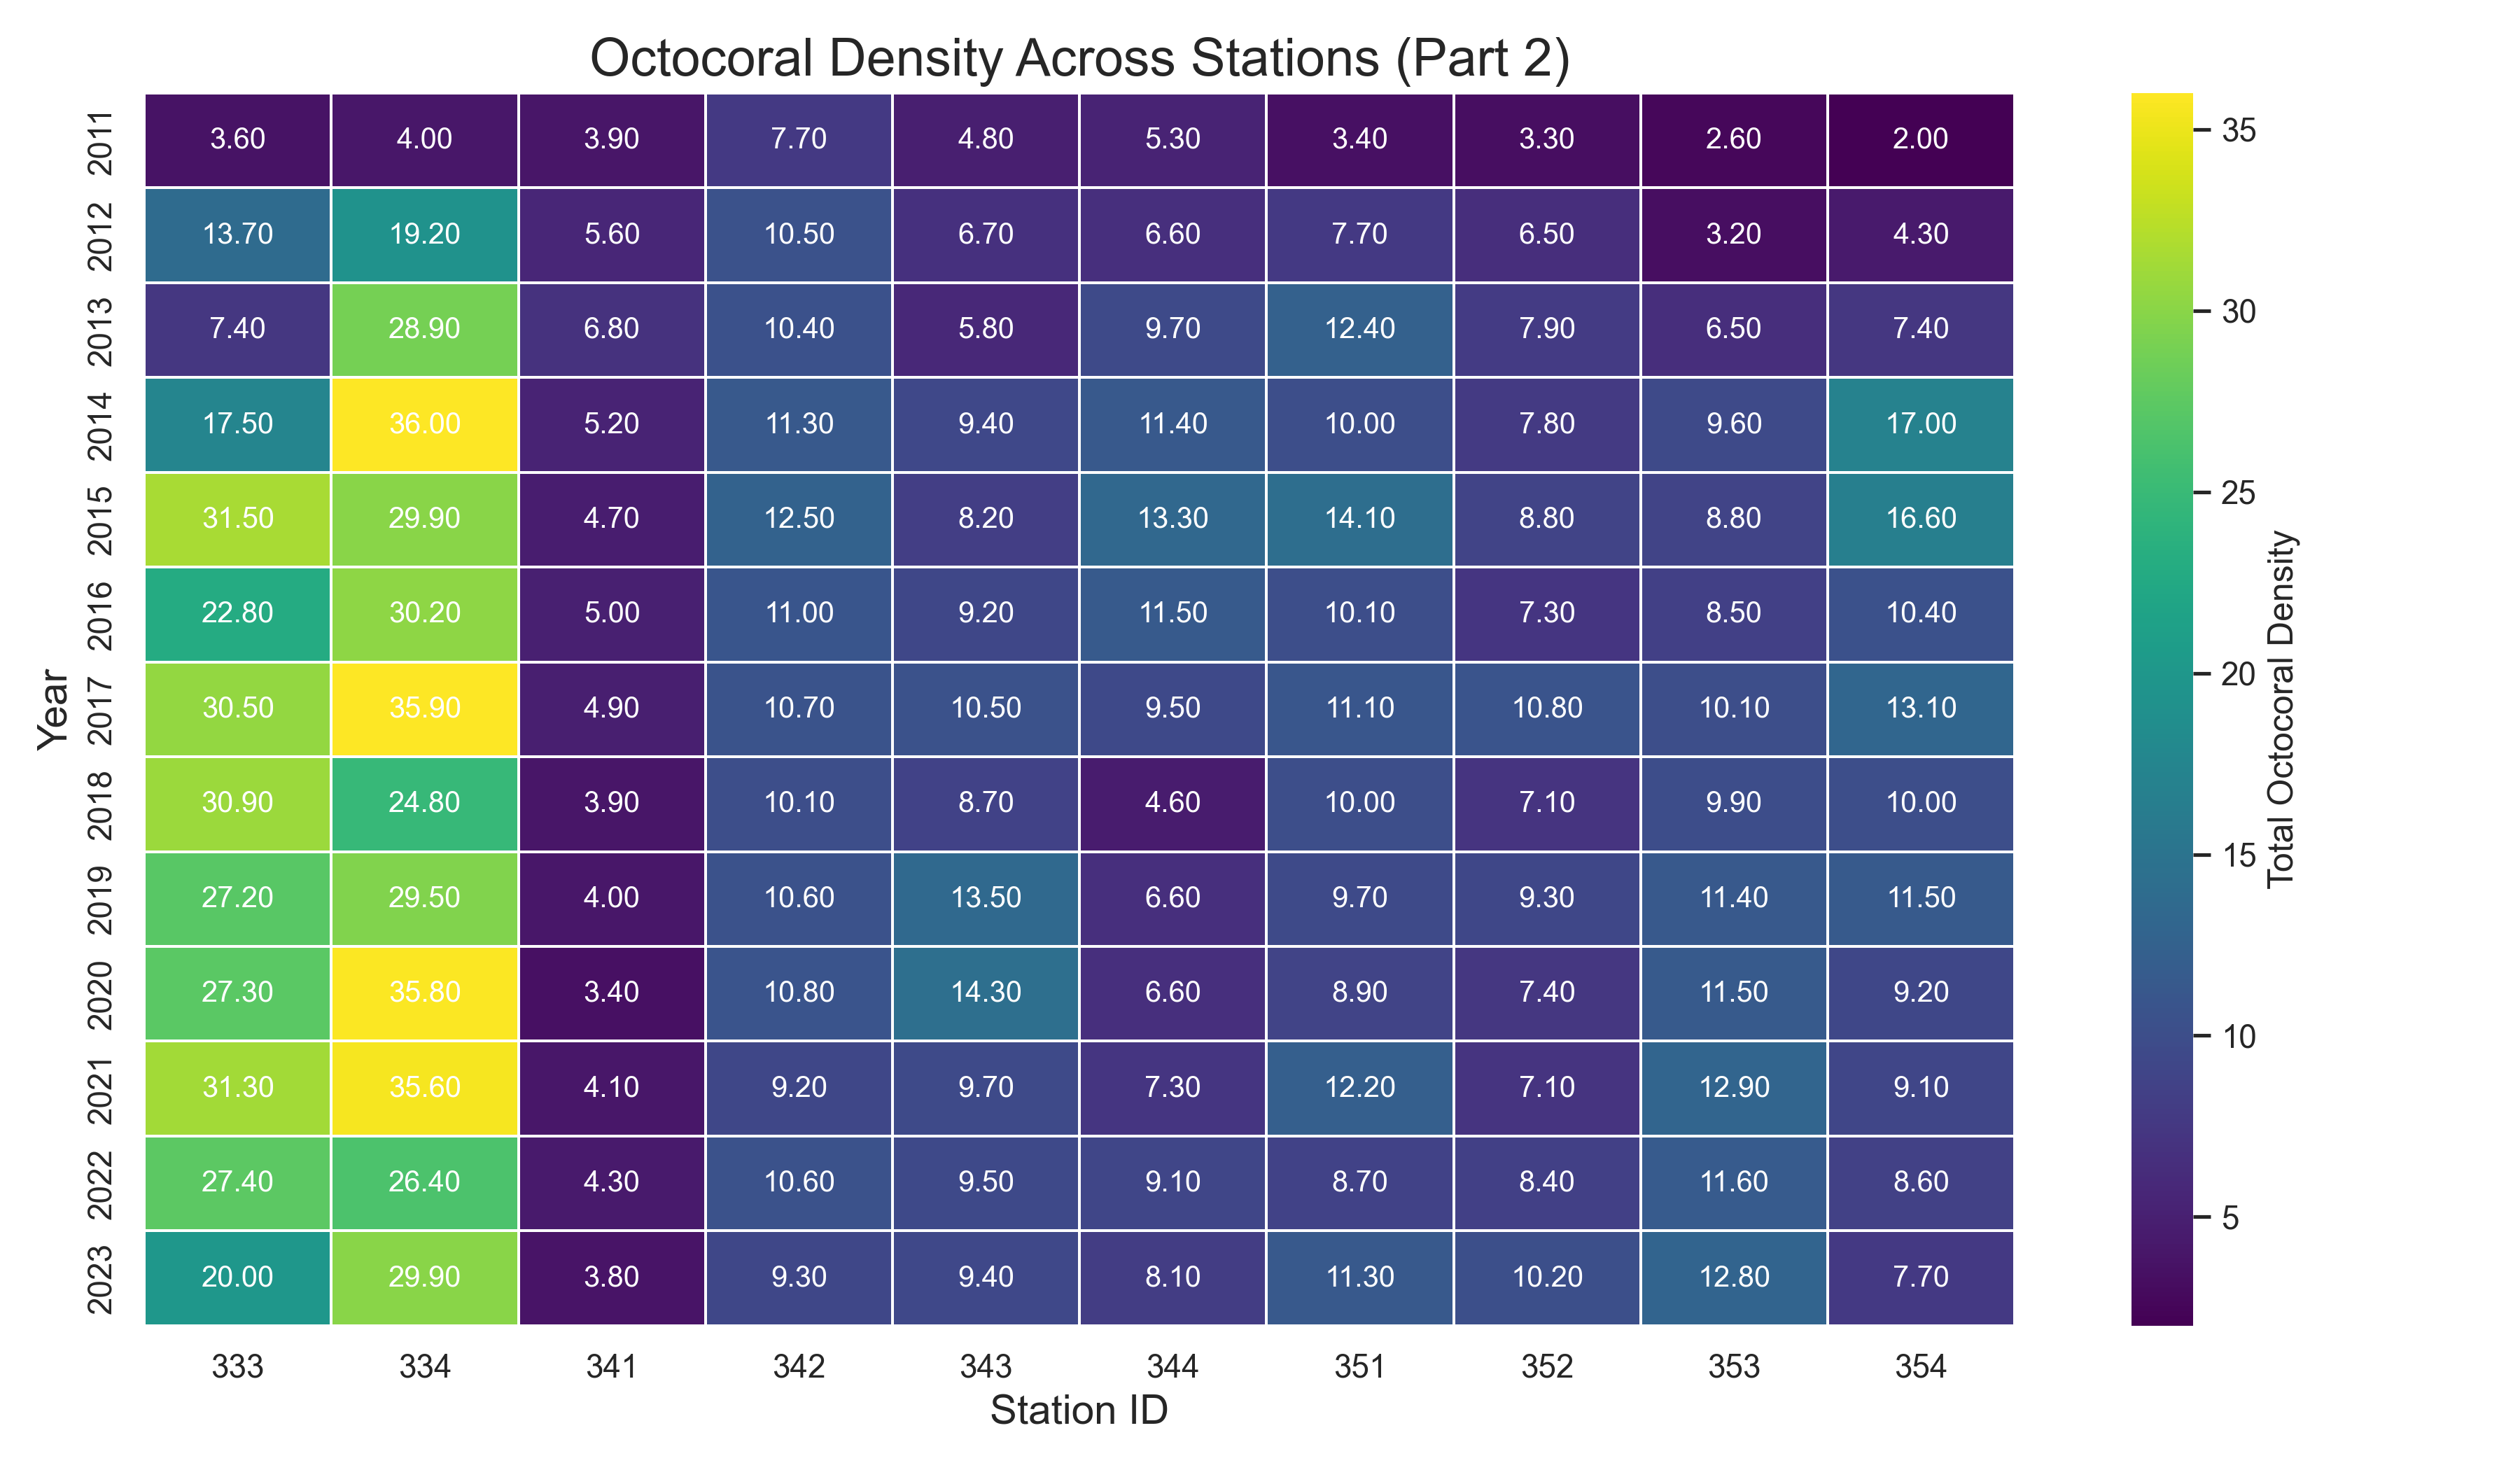 Octocoral Density Across Stations (Part 2)
2011 3.60 4.00 3.90 7.70 4.80 5.30 3.40 3.30 2.60 2.00
2012 13.70 19.20 5.60 10.50 6.70 6.60 7.70 6.50 3.20 4.30
2013 7.40 28.90 6.80 10.40 5.80 9.70 12.40 7.90 6.50 7.40
2014 17.50 36.00 5.20 11.30 9.40 11.40 10.00 7.80 9.60 17.00
2015 31.50 29.90 4.70 12.50 8.20 13.30 14.10 8.80 8.80 16.60
2016 22.80 30.20 5.00 11.00 9.20 11.50 10.10 7.30 8.50 10.40
2017 30.50 35.90 4.90 10.70 10.50 9.50 11.10 10.80 10.10 13.10
2018 30.90 24.80 3.90 10.10 8.70 4.60 10.00 7.10 9.90 10.00
2019 27.20 29.50 4.00 10.60 13.50 6.60 9.70 9.30 11.40 11.50
2020 27.30 35.80 3.40 10.80 14.30 6.60 8.90 7.40 11.50 9.20
2021 31.30 35.60 4.10 9.20 9.70 7.30 12.20 7.10 12.90 9.10
2022 27.40 26.40 4.30 10.60 9.50 9.10 8.70 8.40 11.60 8.60
2023 20.00 29.90 3.80 9.30 9.40 8.10 11.30 10.20 12.80 7.70
333 334 341 342 343 344 351 352 353 354
Station ID
Year
35
30
25
20
15
10
5
Total Octocoral Density